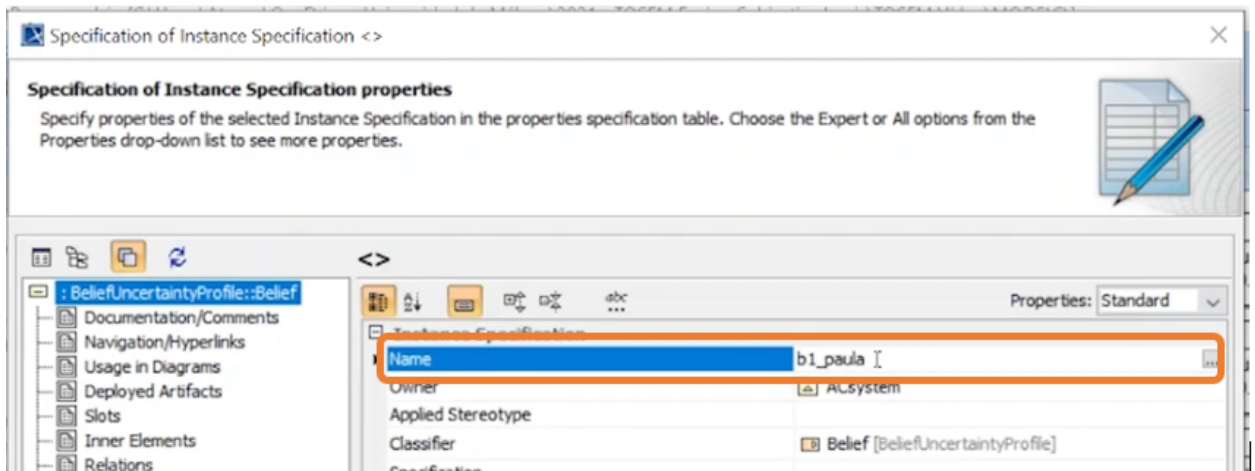 Specification of Instance Specification <>
Specification of Instance Specification properties
Specify properties of the selected Instance Specification in the properties specification table. Choose the Expert or All options from the
Properties drop-down list to see more properties.
<>
: BeliefUncertaintyProfile::Belief
Documentation/Comments
Navigation/Hyperlinks
Usage in Diagrams
Deployed Artifacts
Slots
Inner Elements
Relations
Properties: Standard
Instance Specification
Name b1_paula
Owner ACsystem
Applied Stereotype
Classifier Belief [BeliefUncertaintyProfile]